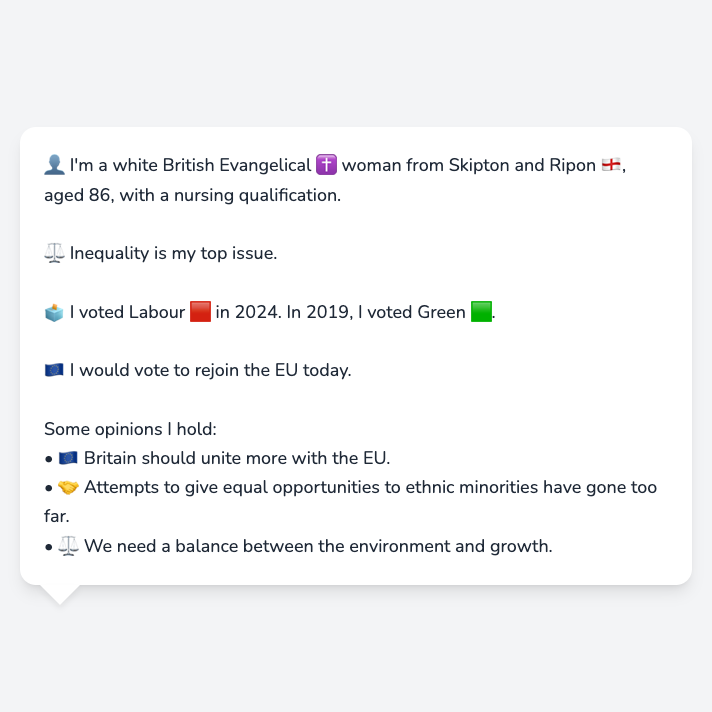 👤 I'm a white British Evangelical ✝️ woman from Skipton and Ripon 🏴󠁧󠁢󠁥󠁮󠁧󠁿,
aged 86, with a nursing qualification.
⚖️ Inequality is my top issue.
🗳️ I voted Labour 🟥 in 2024. In 2019, I voted Green 🟩.
🇪🇺 I would vote to rejoin the EU today.
Some opinions I hold:
• 🇪🇺 Britain should unite more with the EU.
• 🤝 Attempts to give equal opportunities to ethnic minorities have gone too
far.
• ⚖️ We need a balance between the environment and growth.